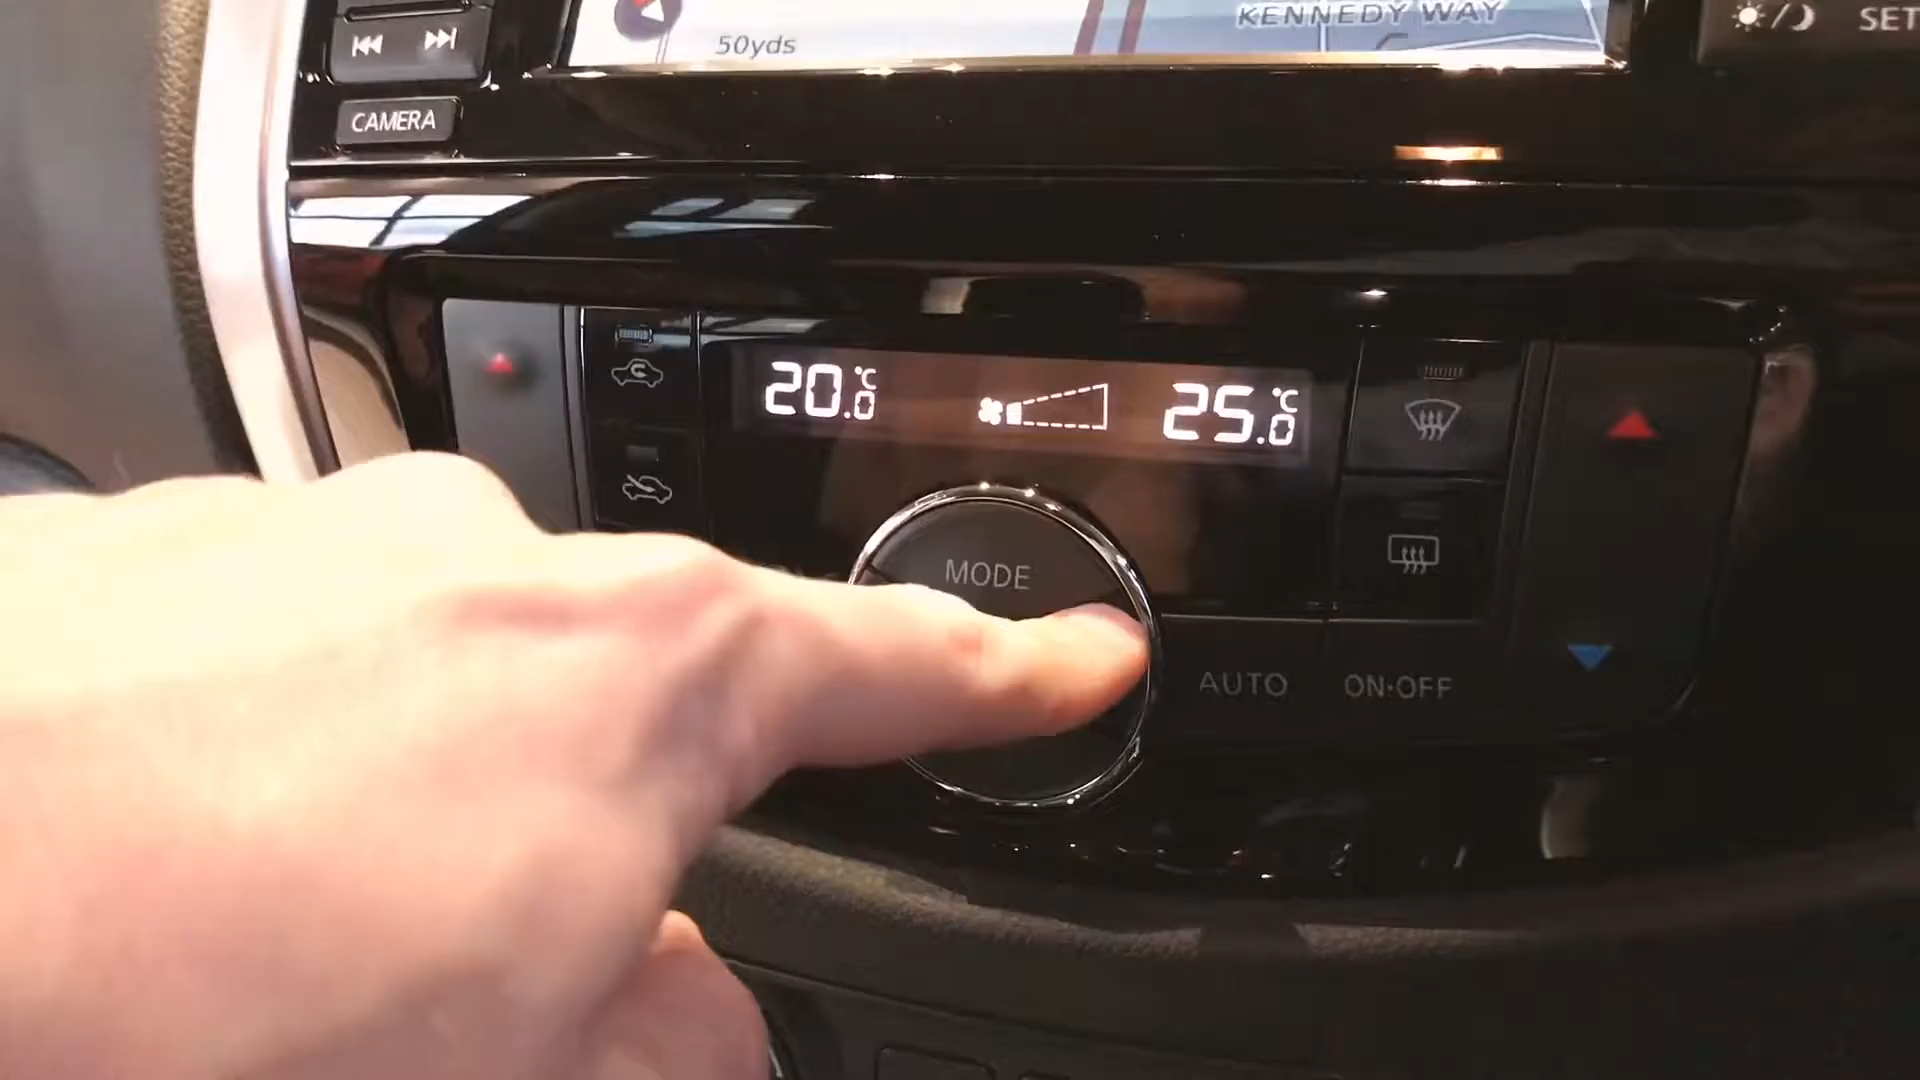 KENNEDY WAY
50yds
SET
CAMERA
20.0°C
25.0°C
MODE
AUTO
ON•OFF